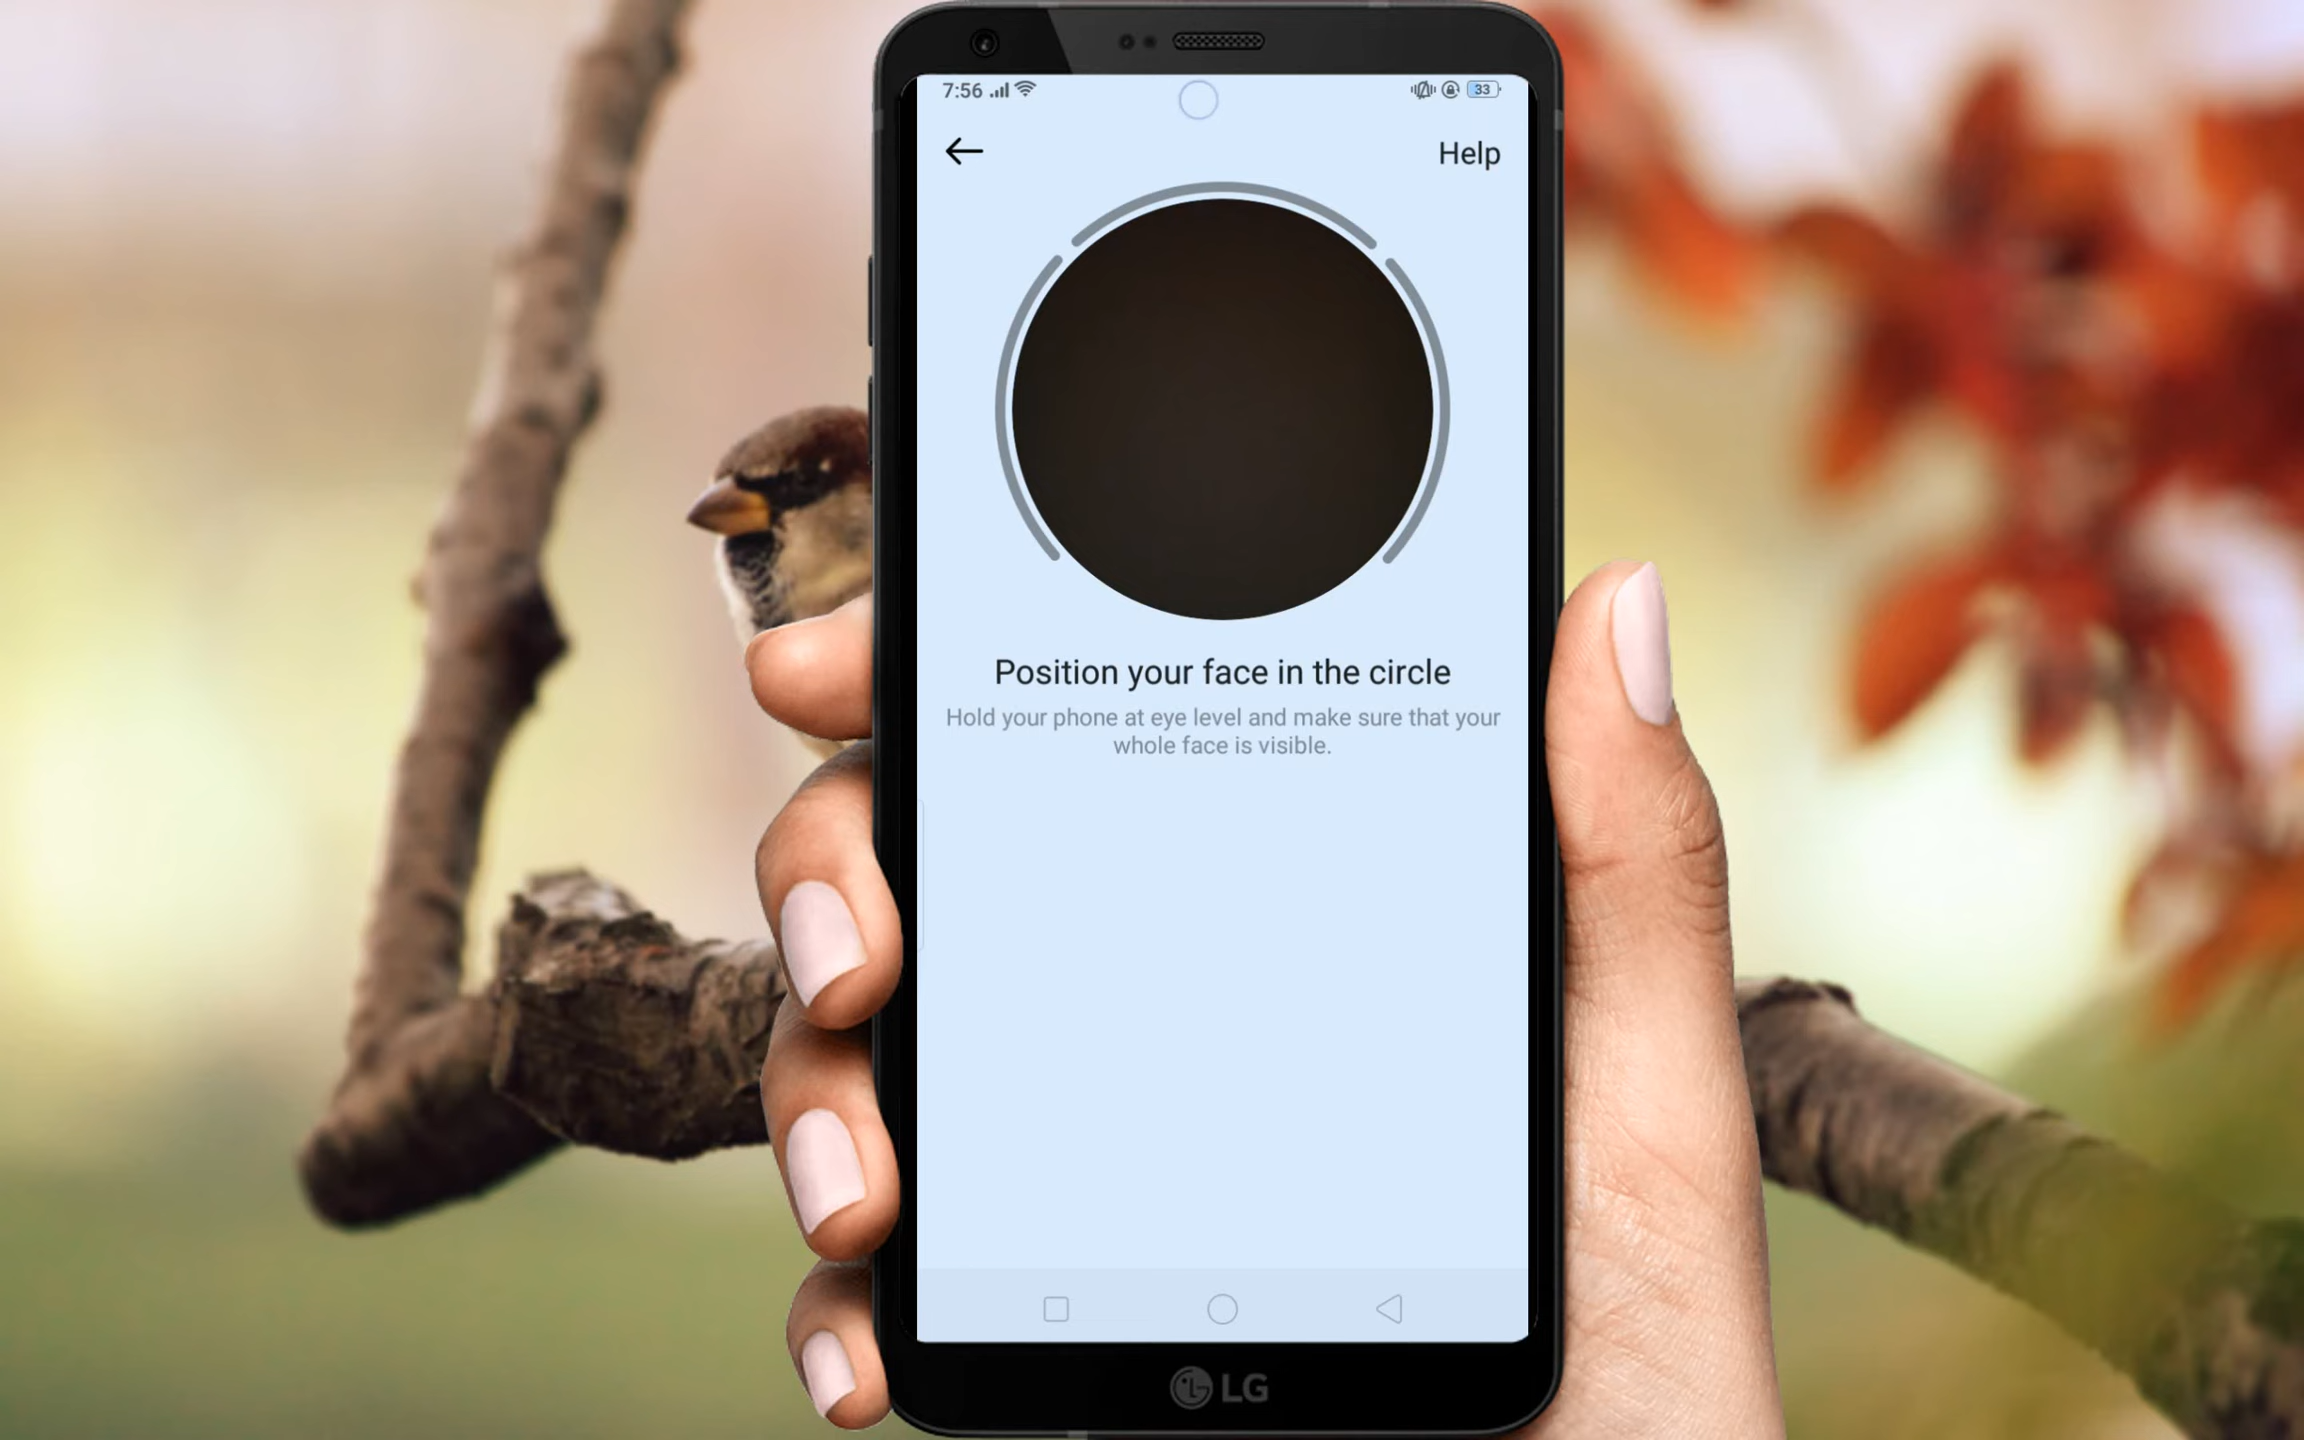 7:56
33
Help
Position your face in the circle
Hold your phone at eye level and make sure that your
whole face is visible.
LG